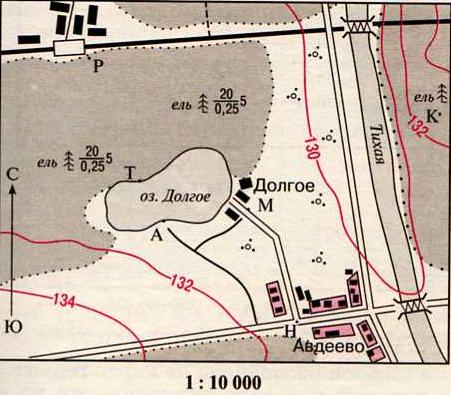 Р
ель 20 5
0,25
ель
К
132
130
Тихая
ель 20 5
0,25
Т
С
оз. Долгое
Долгое
М
А
132
134
Ю
Н
Авдеево
1 : 10 000